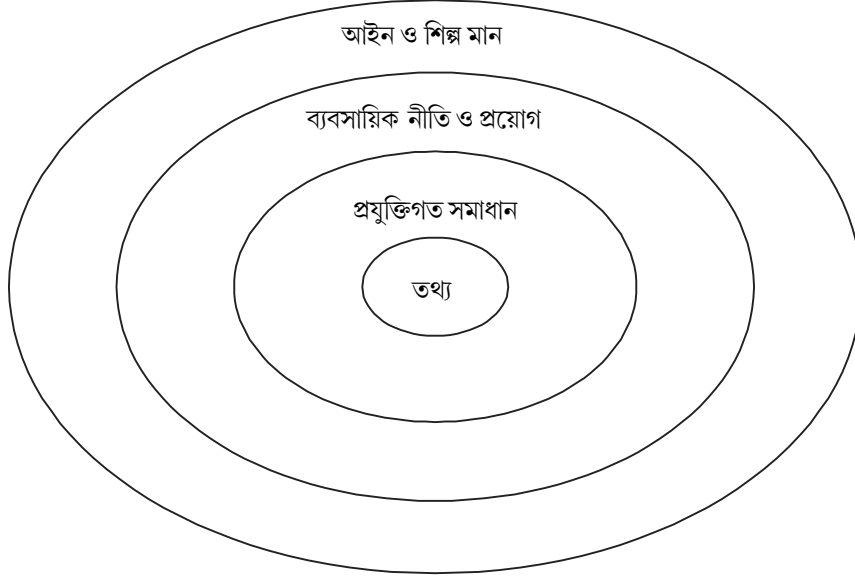 আইন ও শিল্প মান
ব্যবসায়িক নীতি ও প্রয়োগ
প্রযুক্তিগত সমাধান
তথ্য